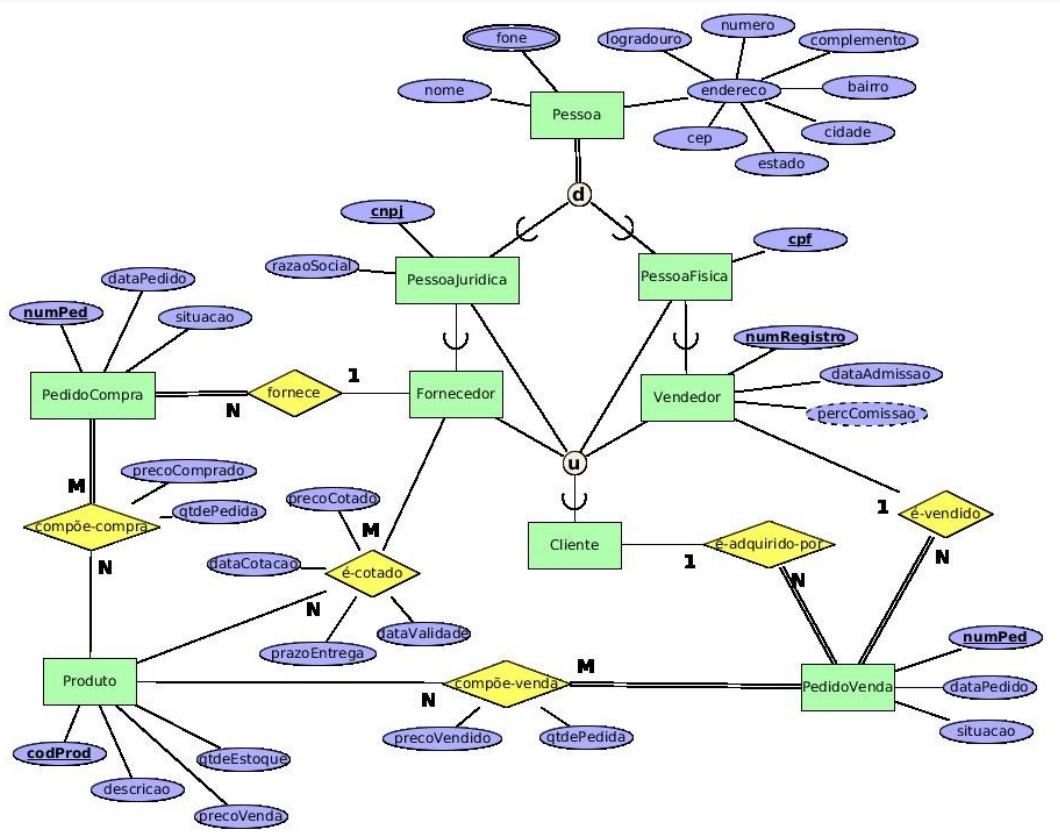 fone
logradouro
numero
complemento
nome
endereco
bairro
Pessoa
cep
cidade
estado
d
cnpj
cpf
razaoSocial
PessoaJuridica
PessoaFisica
dataPedido
numPed
situacao
numRegistro
dataAdmissao
percComissao
PedidoCompra
N
fornece
1
Fornecedor
Vendedor
precoComprado
M
qtdePedida
compõe-compra
N
u
precoCotado
M
dataCotacao
é-cotado
N
dataValidade
prazoEntrega
Cliente
1
é-adquirido-por
N
1
é-vendido
N
numPed
Produto
N
compõe-venda
M
PedidoVenda
dataPedido
situacao
precoVendido
qtdePedida
codProd
qtdeEstoque
descricao
precoVenda